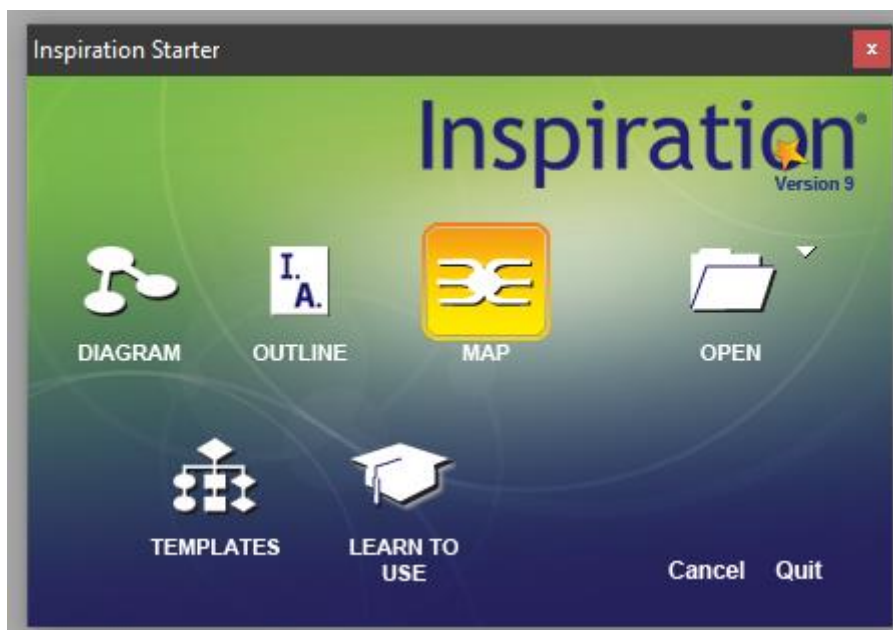 Inspiration Starter
x
Inspiration®
Version 9
I.
A.
DIAGRAM
OUTLINE
MAP
OPEN
TEMPLATES
LEARN TO
USE
Cancel
Quit